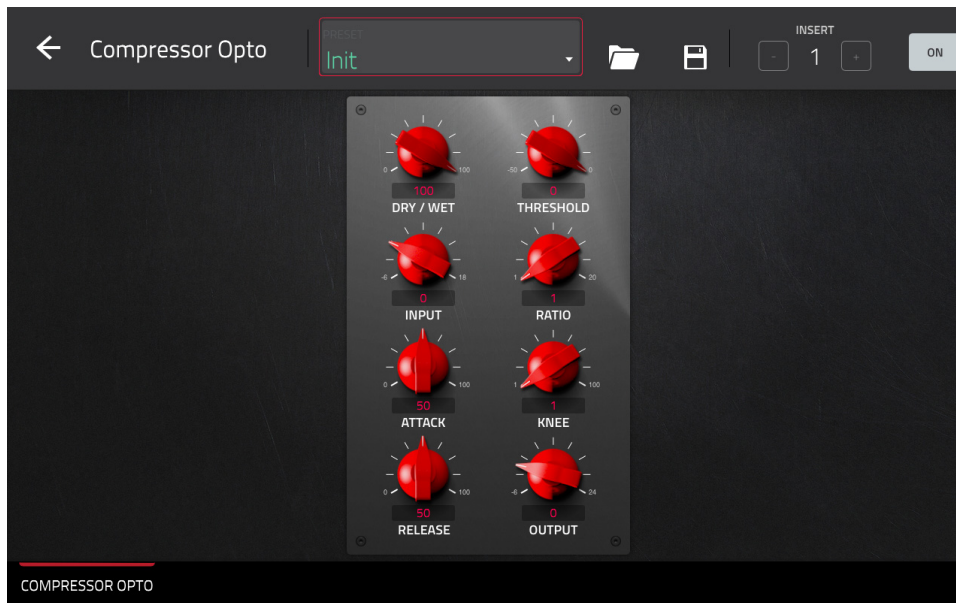 Compressor Opto
PRESET
Init
INSERT
- 1 +
ON
0 100
100
DRY / WET
-50 0
0
THRESHOLD
-6 18
0
INPUT
1 20
1
RATIO
0 100
50
ATTACK
1 100
1
KNEE
0 100
50
RELEASE
-6 24
0
OUTPUT
COMPRESSOR OPTO